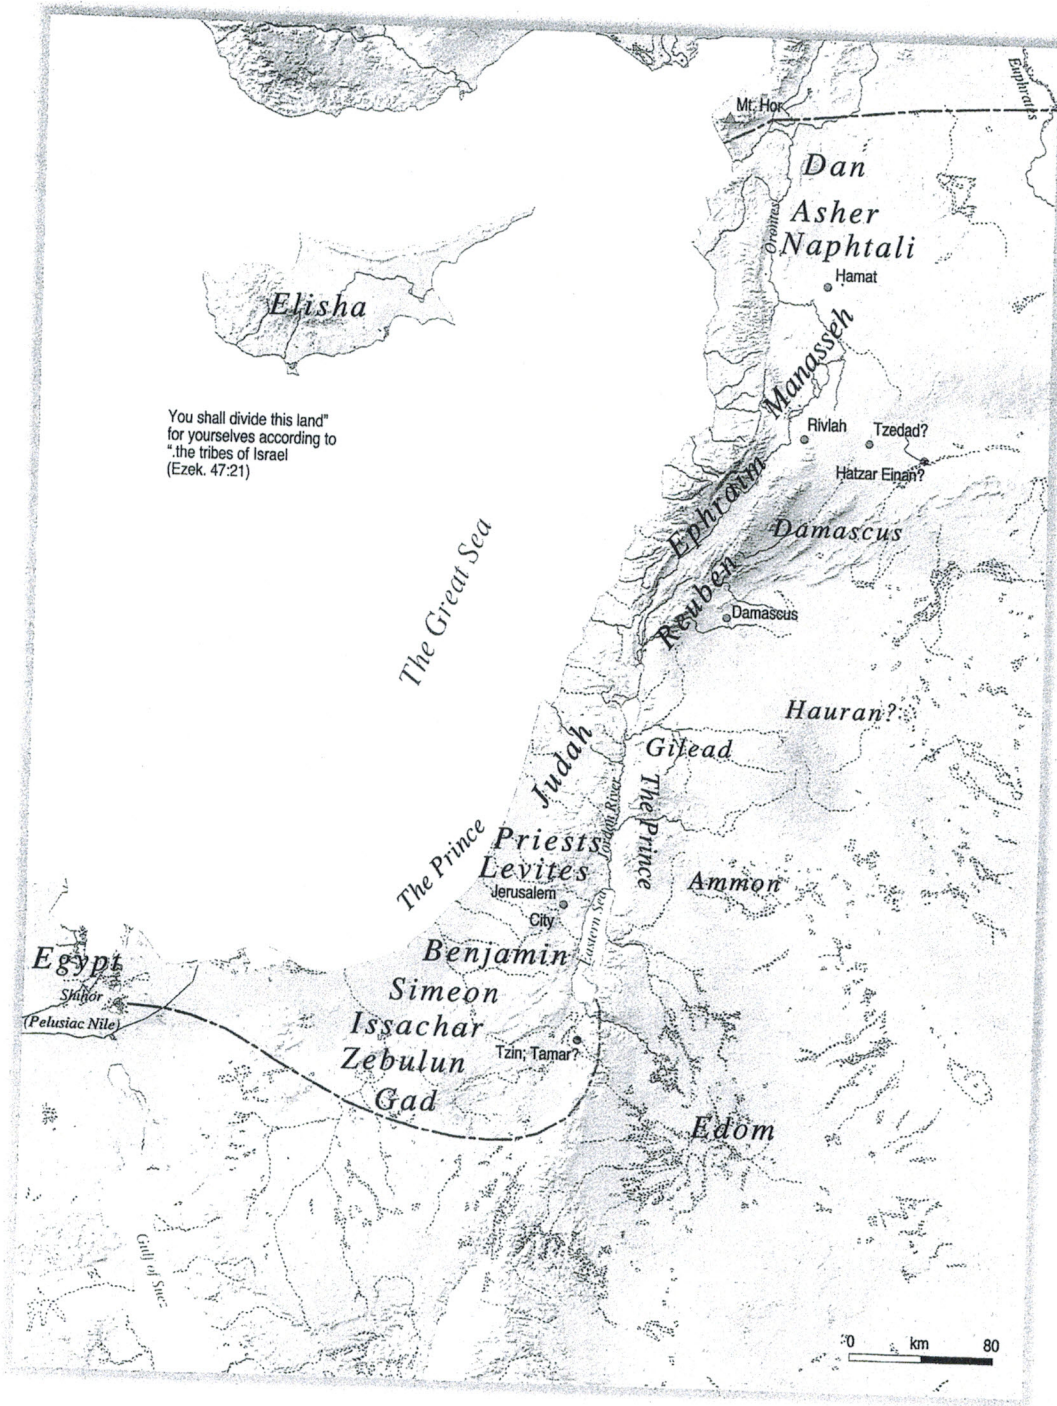 Euphrates
Mt. Hor
Dan
Asher
Orontes
Naphtali
Hamat
Elisha
Manasseh
You shall divide this land"
for yourselves according to
".the tribes of Israel
(Ezek. 47:21)
Rivlah
Tzedad?
Hatzar Einan?
Ephraim
Damascus
The Great Sea
Reuben
Damascus
Hauran?
Judah
Gilead
Jordan River
The Prince
The Prince
Priests
Levites
Ammon
Jerusalem
City
Eastern Sea
Egypt
Benjamin
Shihor
(Pelusiac Nile)
Simeon
Issachar
Tzin; Tamar?
Zebulun
Gad
Edom
Gulf of Suez
0 km 80